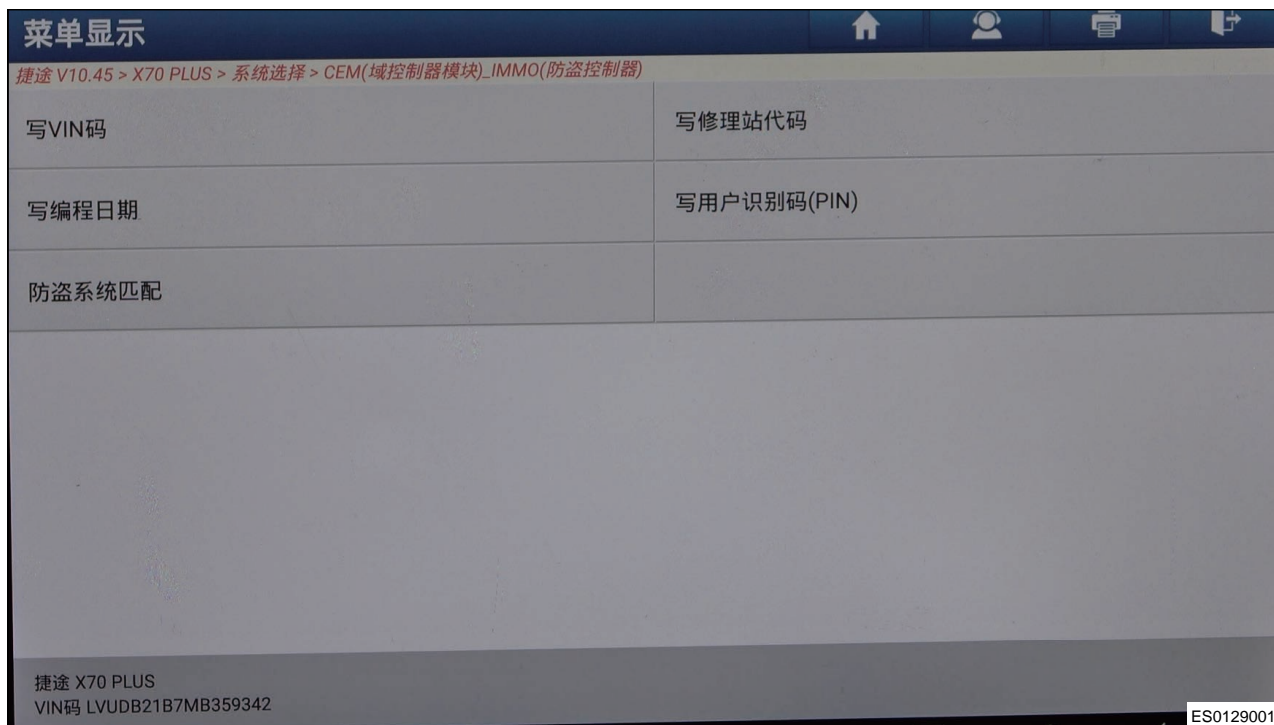 菜单显示
捷途 V10.45 > X70 PLUS > 系统选择 > CEM(域控制器模块)_IMMO(防盗控制器)
写VIN码
写修理站代码
写编程日期
写用户识别码(PIN)
防盗系统匹配
捷途 X70 PLUS
VIN码 LVUDB21B7MB359342
ES0129001